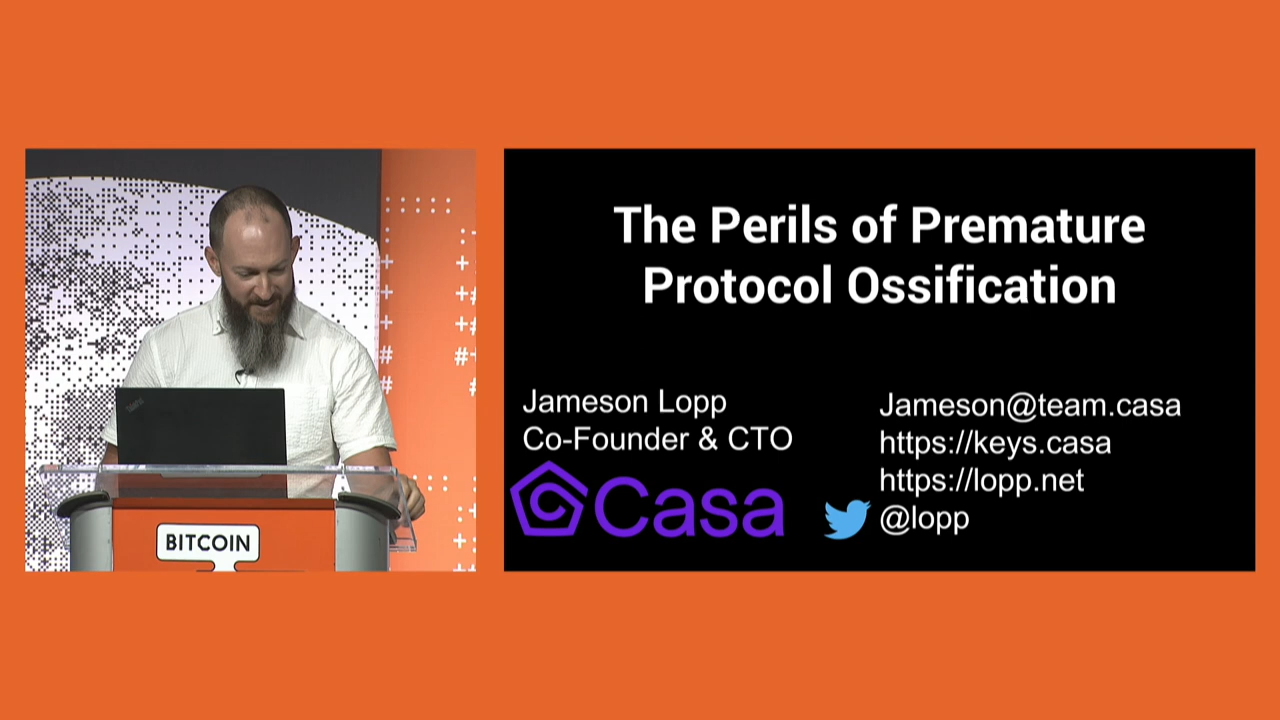 BITCOIN
The Perils of Premature
Protocol Ossification
Jameson Lopp
Co-Founder & CTO
Casa
Jameson@team.casa
https://keys.casa
https://lopp.net
@lopp